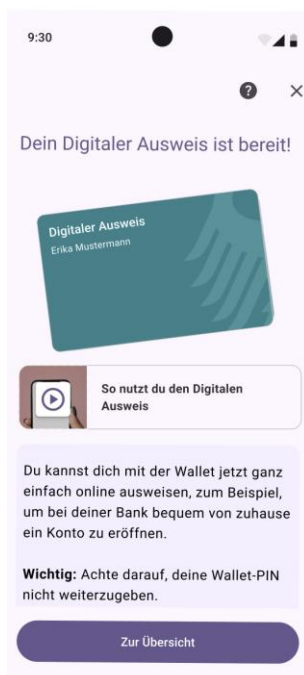 9:30
?
Dein Digitaler Ausweis ist bereit!
Digitaler Ausweis
Erika Mustermann
So nutzt du den Digitalen
Ausweis
Du kannst dich mit der Wallet jetzt ganz
einfach online ausweisen, zum Beispiel,
um bei deiner Bank bequem von zuhause
ein Konto zu eröffnen.
Wichtig: Achte darauf, deine Wallet-PIN
nicht weiterzugeben.
Zur Übersicht